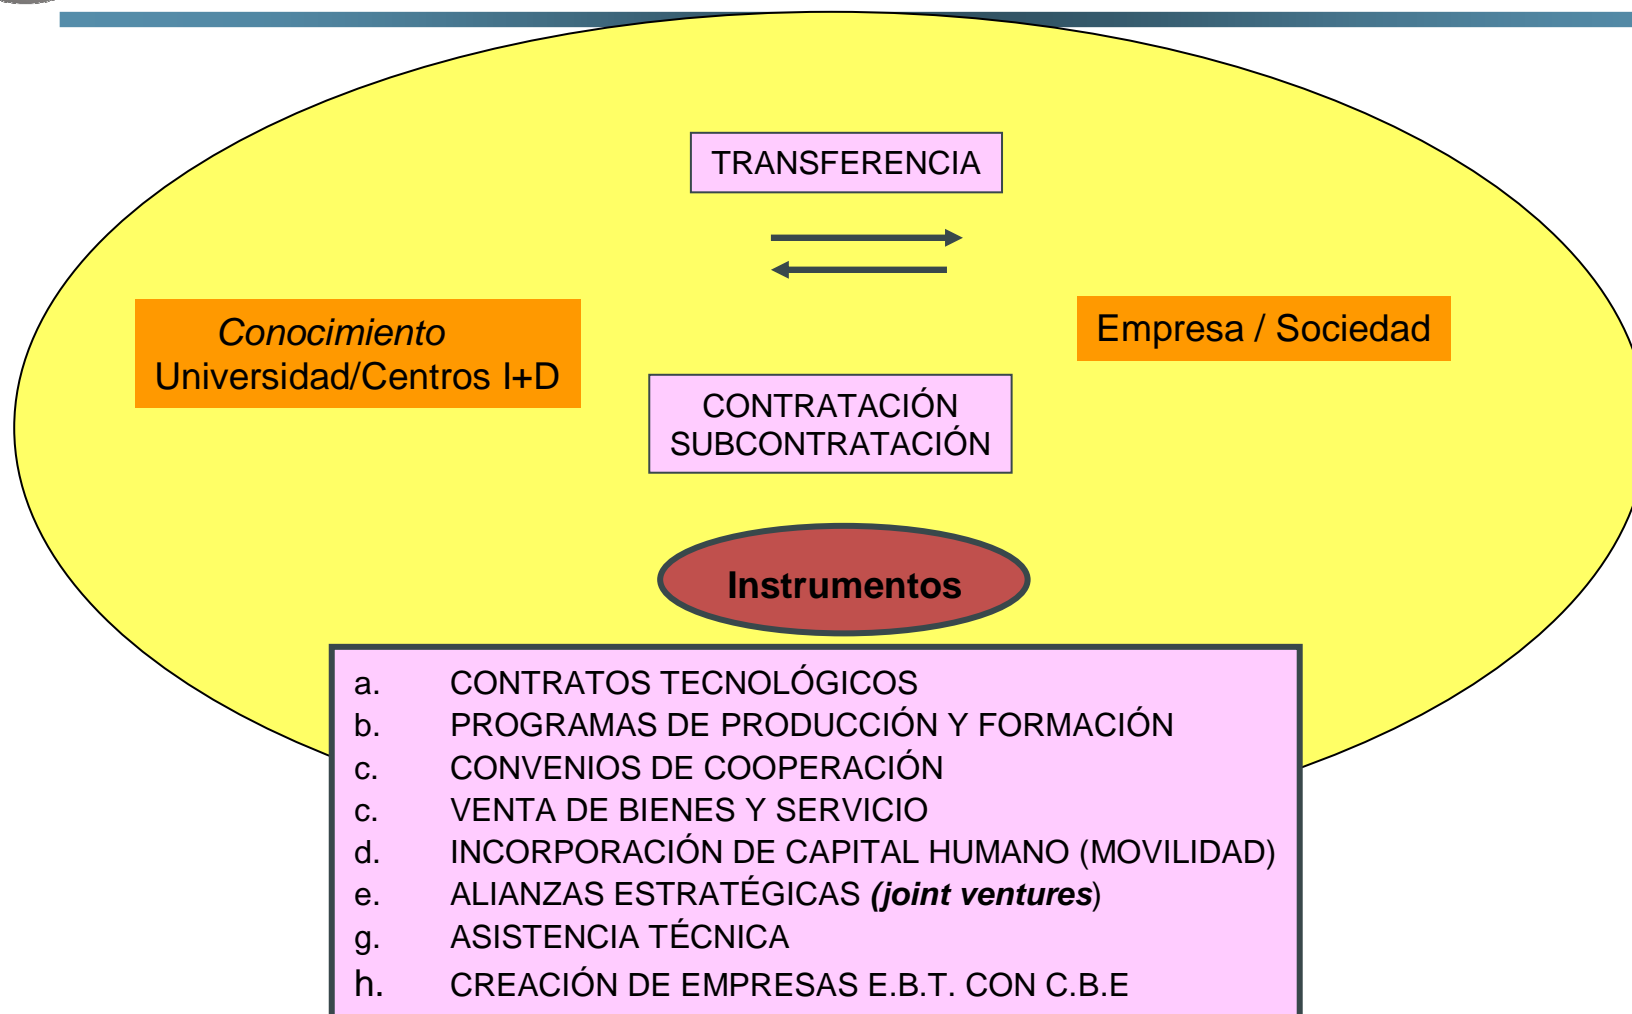 TRANSFERENCIA
Conocimiento
Universidad/Centros I+D
Empresa / Sociedad
CONTRATACIÓN
SUBCONTRATACIÓN
Instrumentos
a. CONTRATOS TECNOLÓGICOS
b. PROGRAMAS DE PRODUCCIÓN Y FORMACIÓN
c. CONVENIOS DE COOPERACIÓN
c. VENTA DE BIENES Y SERVICIO
d. INCORPORACIÓN DE CAPITAL HUMANO (MOVILIDAD)
e. ALIANZAS ESTRATÉGICAS (joint ventures)
g. ASISTENCIA TÉCNICA
h. CREACIÓN DE EMPRESAS E.B.T. CON C.B.E